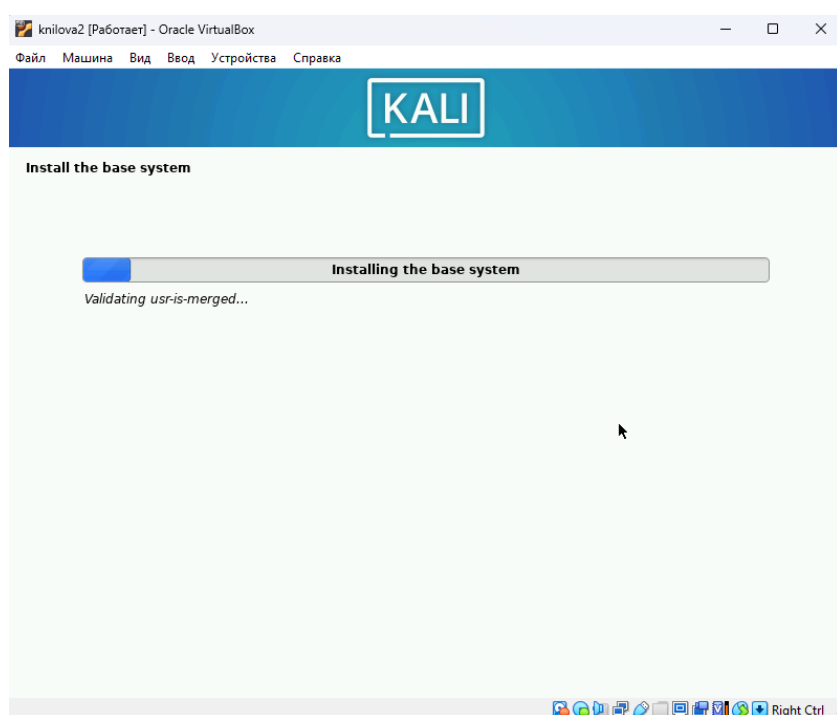 knilova2 [Работает] - Oracle VirtualBox
Файл Машина Вид Ввод Устройства Справка
KALI
Install the base system
Installing the base system
Validating usr-is-merged...
Right Ctrl